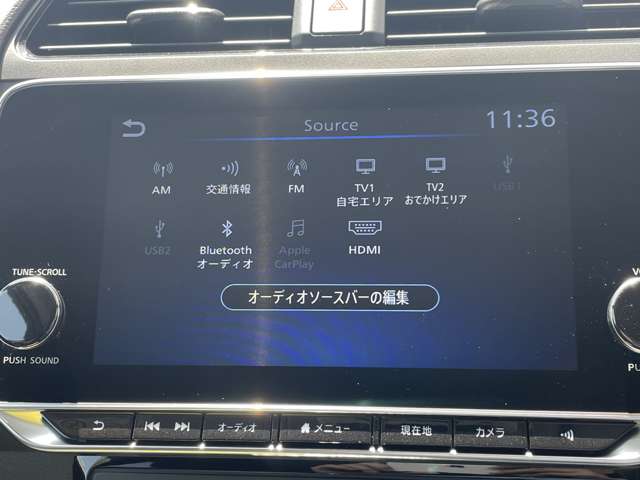 Source
11:36
AM
交通情報
FM
TV1
自宅エリア
TV2
おでかけエリア
USB1
USB2
Bluetooth
オーディオ
Apple
CarPlay
HDMI
オーディオソースバーの編集
TUNE·SCROLL
PUSH SOUND
VO
PU
オーディオ
メニュー
現在地
カメラ